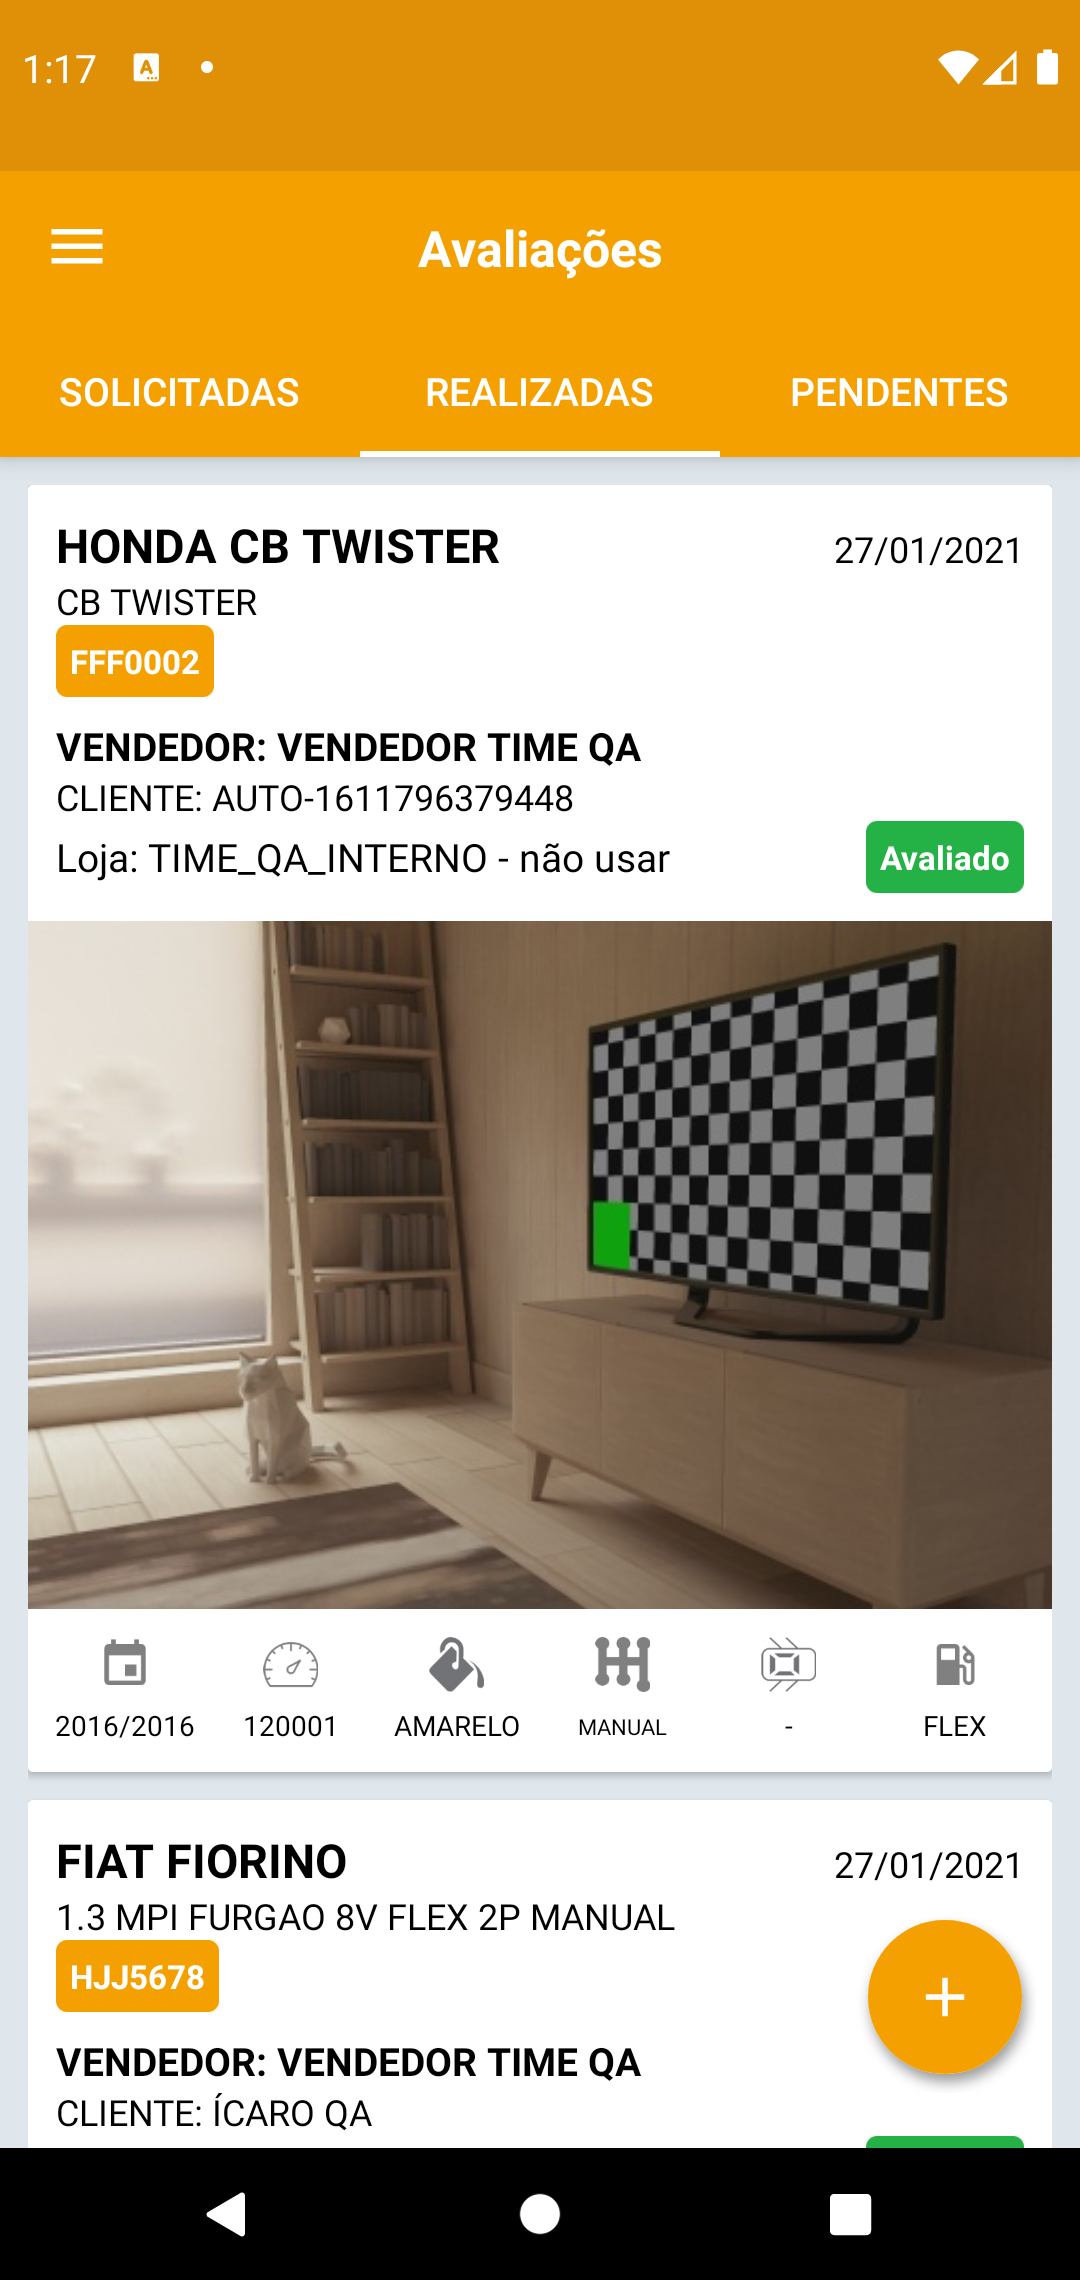 1:17
Avaliações
SOLICITADAS REALIZADAS PENDENTES
HONDA CB TWISTER 27/01/2021
CB TWISTER
FFF0002
VENDEDOR: VENDEDOR TIME QA
CLIENTE: AUTO-1611796379448
Loja: TIME_QA_INTERNO - não usar Avaliado
2016/2016 120001 AMARELO MANUAL - FLEX
FIAT FIORINO 27/01/2021
1.3 MPI FURGAO 8V FLEX 2P MANUAL
HJJ5678
+
VENDEDOR: VENDEDOR TIME QA
CLIENTE: ÍCARO QA